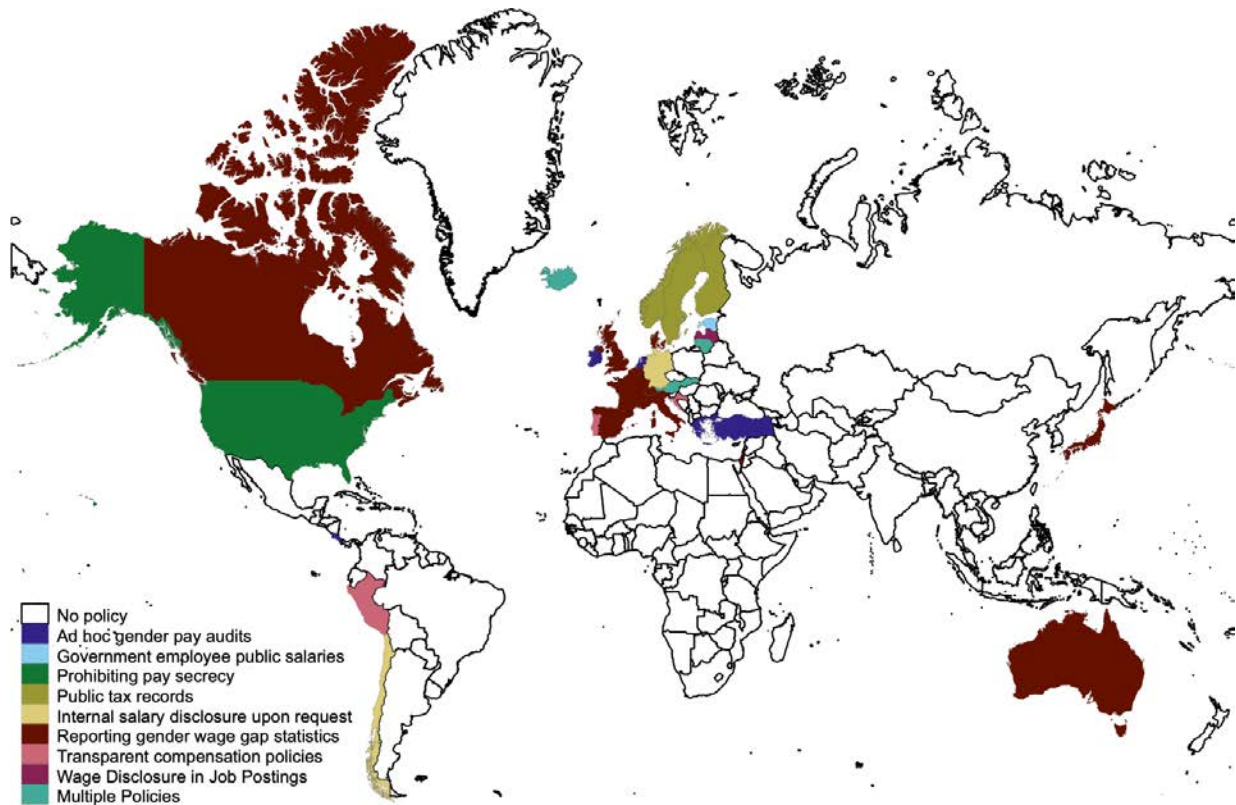 No policy
Ad hoc gender pay audits
Government employee public salaries
Prohibiting pay secrecy
Public tax records
Internal salary disclosure upon request
Reporting gender wage gap statistics
Transparent compensation policies
Wage Disclosure in Job Postings
Multiple Policies